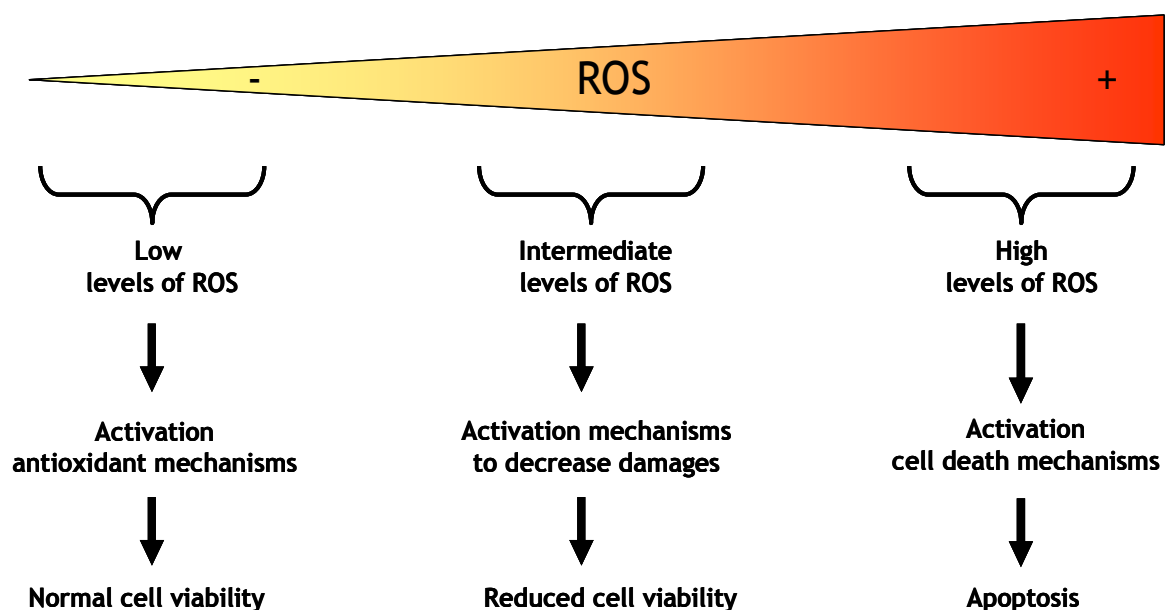 - ROS +
Low
levels of ROS
Intermediate
levels of ROS
High
levels of ROS
Activation
antioxidant mechanisms
Activation mechanisms
to decrease damages
Activation
cell death mechanisms
Normal cell viability
Reduced cell viability
Apoptosis